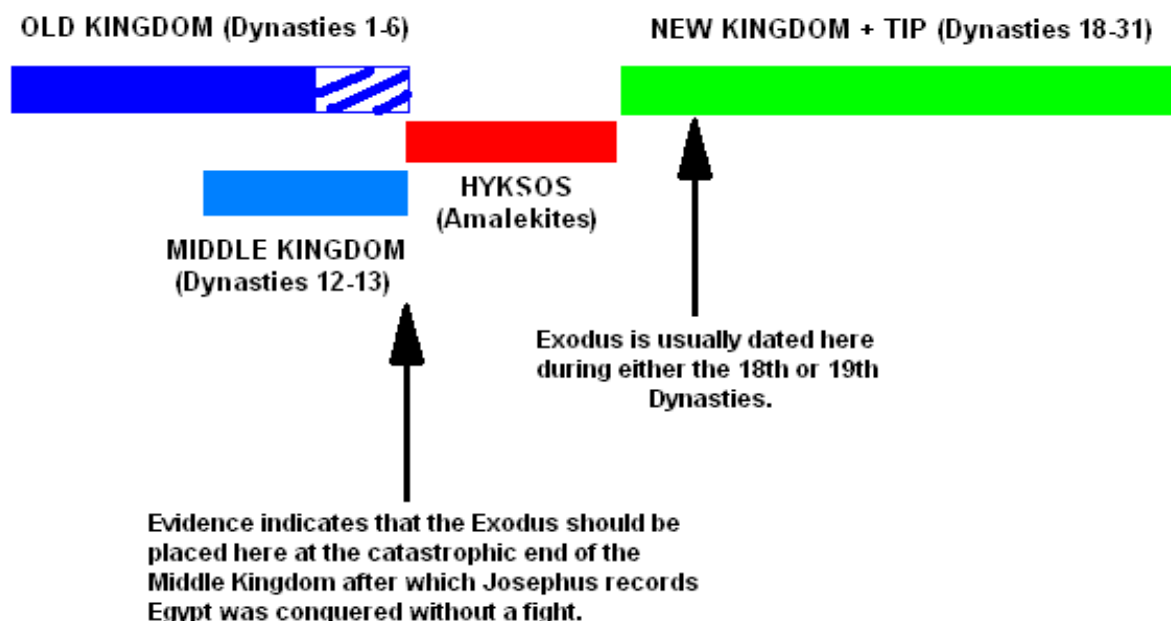 OLD KINGDOM (Dynasties 1-6)
NEW KINGDOM + TIP (Dynasties 18-31)
HYKSOS
(Amalekites)
MIDDLE KINGDOM
(Dynasties 12-13)
Exodus is usually dated here
during either the 18th or 19th
Dynasties.
Evidence indicates that the Exodus should be
placed here at the catastrophic end of the
Middle Kingdom after which Josephus records
Egypt was conquered without a fight.